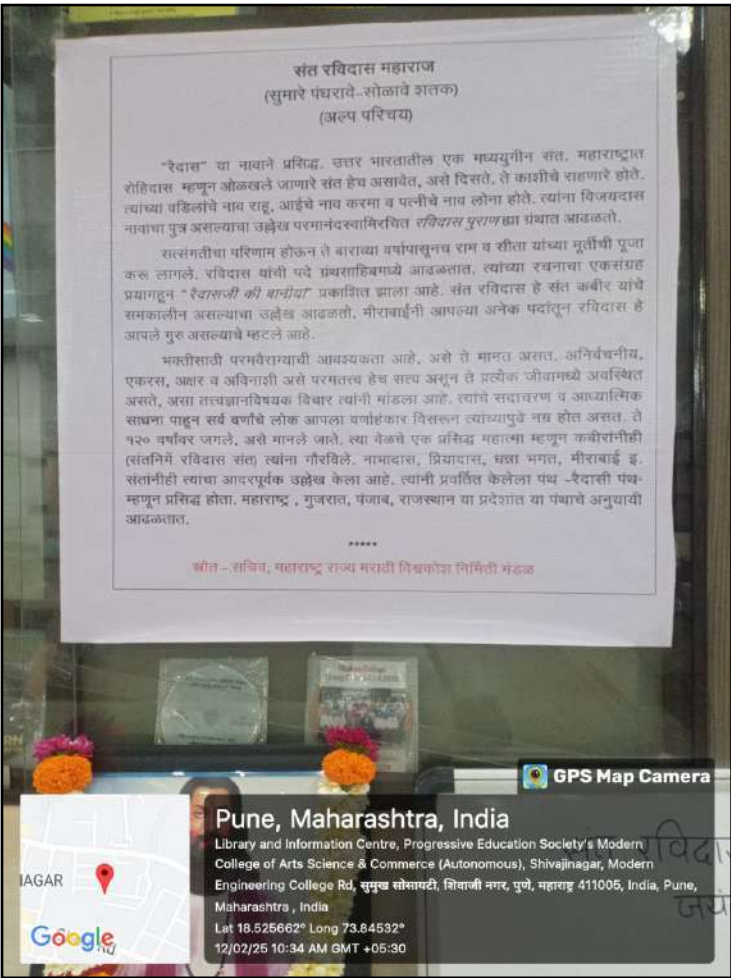 संत रविदास महाराज
(सुमारे पंधरावे-सोळावे शतक)
(अल्प परिचय)
"रैदास" या नावाने प्रसिद्ध. उत्तर भारतातील एक मध्ययुगीन संत. महाराष्ट्रात
रोहिदास म्हणून ओळखले जाणारे संत हेच असावेत, असे दिसते. ते काशीचे राहणारे होते.
त्यांच्या वडिलांचे नाव राहू, आईचे नाव करमा व पत्नीचे नाव लोना होते. त्यांना विजयदास
नावाचा पुत्र असल्याचा उल्लेख परमानंदस्वामिरचित रविदास पुराण ह्या ग्रंथात आढळतो.
सत्संगतीचा परिणाम होऊन ते बाराव्या वर्षापासूनच राम व सीता यांच्या मूर्तीची पूजा
करू लागले. रविदास यांची पदे ग्रंथसाहिबमध्ये आढळतात. त्यांच्या रचनाचा एकसंग्रह
प्रयागहून "रैदासजी की बानीया" प्रकाशित झाला आहे. संत रविदास हे संत कबीर यांचे
समकालीन असल्याचा उल्लेख आढळतो. मीराबाईंनी आपल्या अनेक पदांतून रविदास हे
आपले गुरु असल्याचे म्हटले आहे.
भक्तीसाठी परमवैराग्याची आवश्यकता आहे, असे ते मानत असत. अनिर्वचनीय,
एकरस, अक्षर व अविनाशी असे परमतत्त्व हेच सत्य असून ते प्रत्येक जीवामध्ये अवस्थित
असते, असा तत्त्वज्ञानविषयक विचार त्यांनी मांडला आहे. त्यांचे सदाचरण व आध्यात्मिक
साधना पाहून सर्व वर्णांचे लोक आपला वर्णाहंकार विसरून त्यांच्यापुढे नम्र होत असत. ते
१२० वर्षांवर जगले, असे मानले जाते. त्या वेळचे एक प्रसिद्ध महात्मा म्हणून कबीरांनीही
(संतनिमें रविदास संत) त्यांना गौरविले. नाभादास, प्रियादास, धन्ना भगत, मीराबाई इ.
संतांनीही त्यांचा आदरपूर्वक उल्लेख केला आहे. त्यांनी प्रवर्तित केलेला पंथ -रैदासी पंथ-
म्हणून प्रसिद्ध होता. महाराष्ट्र , गुजरात, पंजाब, राजस्थान या प्रदेशांत या पंथाचे अनुयायी
आढळतात.
*****
स्रोत - सचिव, महाराष्ट्र राज्य मराठी विश्वकोश निर्मिती मंडळ
GPS Map Camera
Pune, Maharashtra, India
Library and Information Centre, Progressive Education Society's Modern
College of Arts Science & Commerce (Autonomous), Shivajinagar, Modern
Engineering College Rd, सुमुख सोसायटी, शिवाजी नगर, पुणे, महाराष्ट्र 411005, India, Pune,
Maharashtra , India
Lat 18.525662° Long 73.84532°
12/02/25 10:34 AM GMT +05:30
IAGAR
Google